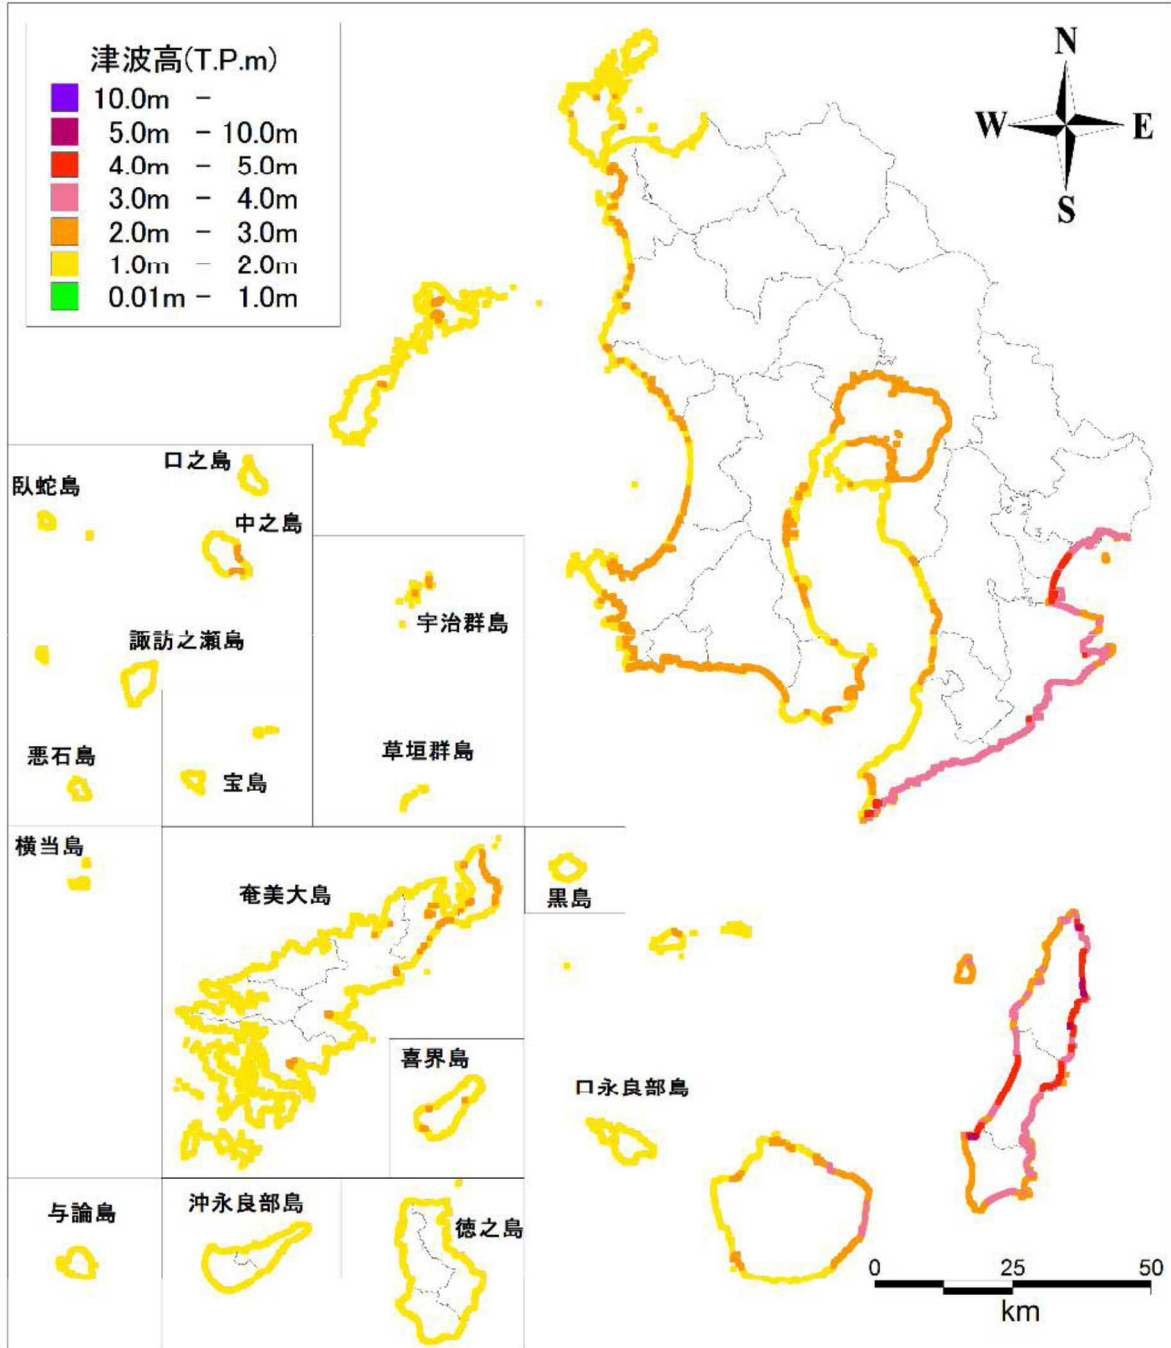 津波高(T.P.m)
10.0m -
5.0m - 10.0m
4.0m - 5.0m
3.0m - 4.0m
2.0m - 3.0m
1.0m - 2.0m
0.01m - 1.0m
N
W E
S
口之島
臥蛇島
中之島
宇治群島
諏訪之瀬島
悪石島
宝島
草垣群島
横当島
奄美大島
黒島
喜界島
口永良部島
与論島
沖永良部島
徳之島
0 25 50
km